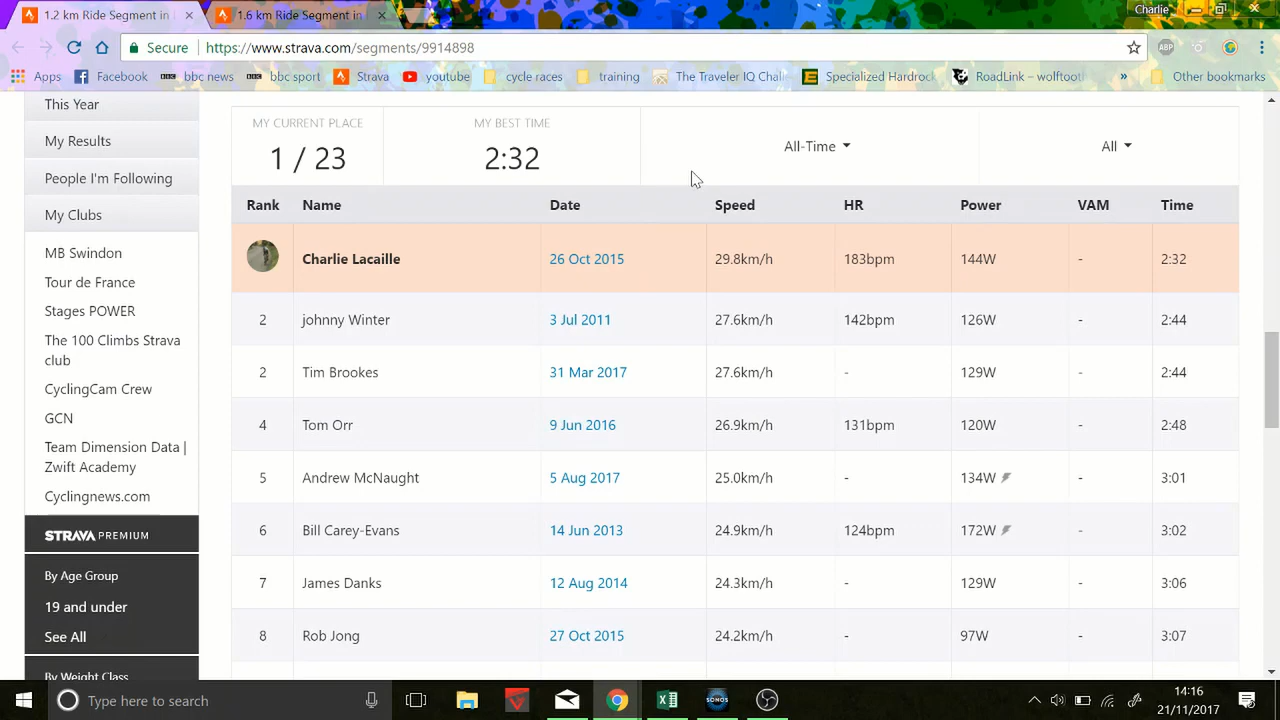 1.2 km Ride Segment in
1.6 km Ride Segment in
Charlie
Secure
https://www.strava.com/segments/9914898
ABP
Apps
Facebook
BBC bbc news
BBC bbc sport
Strava
youtube
cycle races
training
The Traveler IQ Chall
Specialized Hardroc
RoadLink – wolftoot
»
Other bookmarks
This Year
My Results
People I'm Following
My Clubs
MB Swindon
Tour de France
Stages POWER
The 100 Climbs Strava
club
CyclingCam Crew
GCN
Team Dimension Data |
Zwift Academy
Cyclingnews.com
STRAVA PREMIUM
By Age Group
19 and under
See All
By Weight Class
MY CURRENT PLACE
1 / 23
MY BEST TIME
2:32
All-Time
All
Rank Name Date Speed HR Power VAM Time
Charlie Lacaille 26 Oct 2015 29.8km/h 183bpm 144W - 2:32
2 johnny Winter 3 Jul 2011 27.6km/h 142bpm 126W - 2:44
2 Tim Brookes 31 Mar 2017 27.6km/h - 129W - 2:44
4 Tom Orr 9 Jun 2016 26.9km/h 131bpm 120W - 2:48
5 Andrew McNaught 5 Aug 2017 25.0km/h - 134W - 3:01
6 Bill Carey-Evans 14 Jun 2013 24.9km/h 124bpm 172W - 3:02
7 James Danks 12 Aug 2014 24.3km/h - 129W - 3:06
8 Rob Jong 27 Oct 2015 24.2km/h - 97W - 3:07
Type here to search
SONOS
14:16
21/11/2017